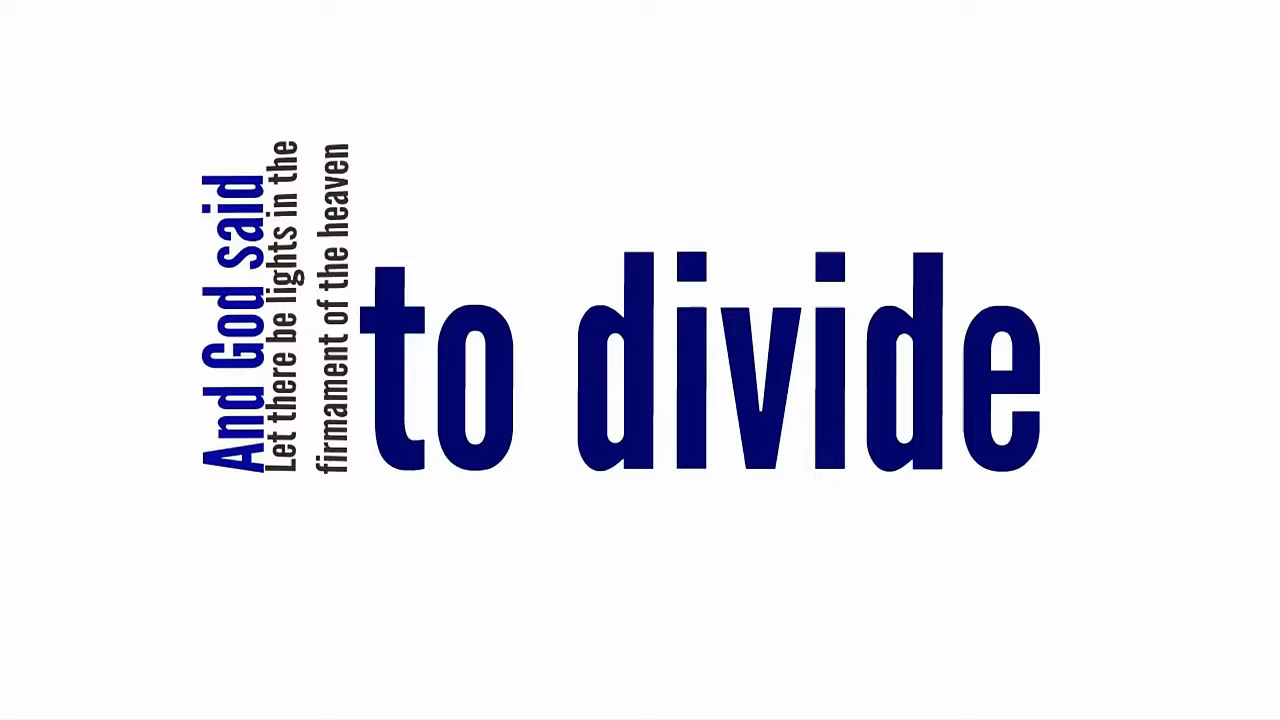 And God said
Let there be lights in the
firmament of the heaven
to divide